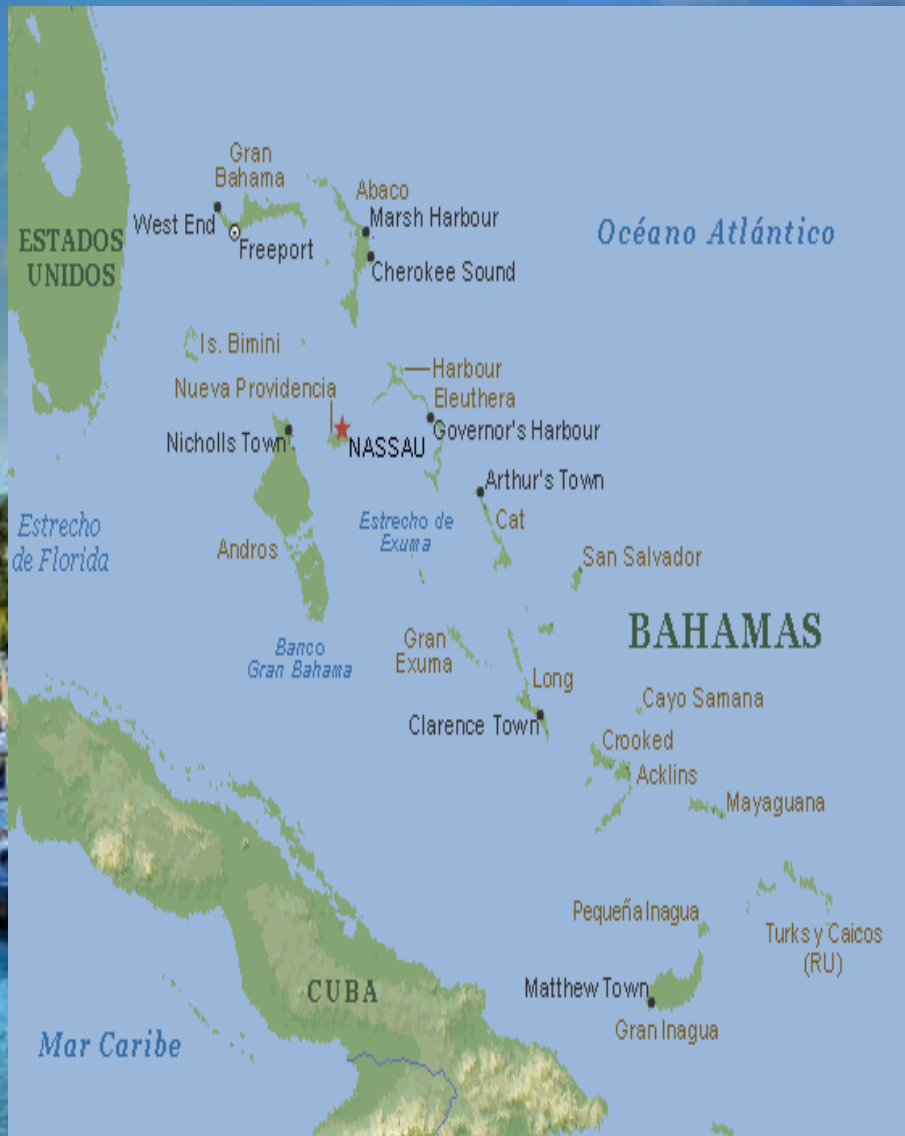 Gran
Bahama
Abaco
West End
Marsh Harbour
Freeport
Cherokee Sound
Océano Atlántico
ESTADOS
UNIDOS
Is. Bimini
Harbour
Nueva Providencia
Eleuthera
Governor's Harbour
Nicholls Town
NASSAU
Arthur's Town
Cat
Estrecho
de Florida
Estrecho de
Exuma
Andros
San Salvador
BAHAMAS
Banco
Gran Bahama
Gran
Exuma
Long
Cayo Samana
Clarence Town
Crooked
Acklins
Mayaguana
Pequeña Inagua
Turks y Caicos
(RU)
Matthew Town
Gran Inagua
CUBA
Mar Caribe